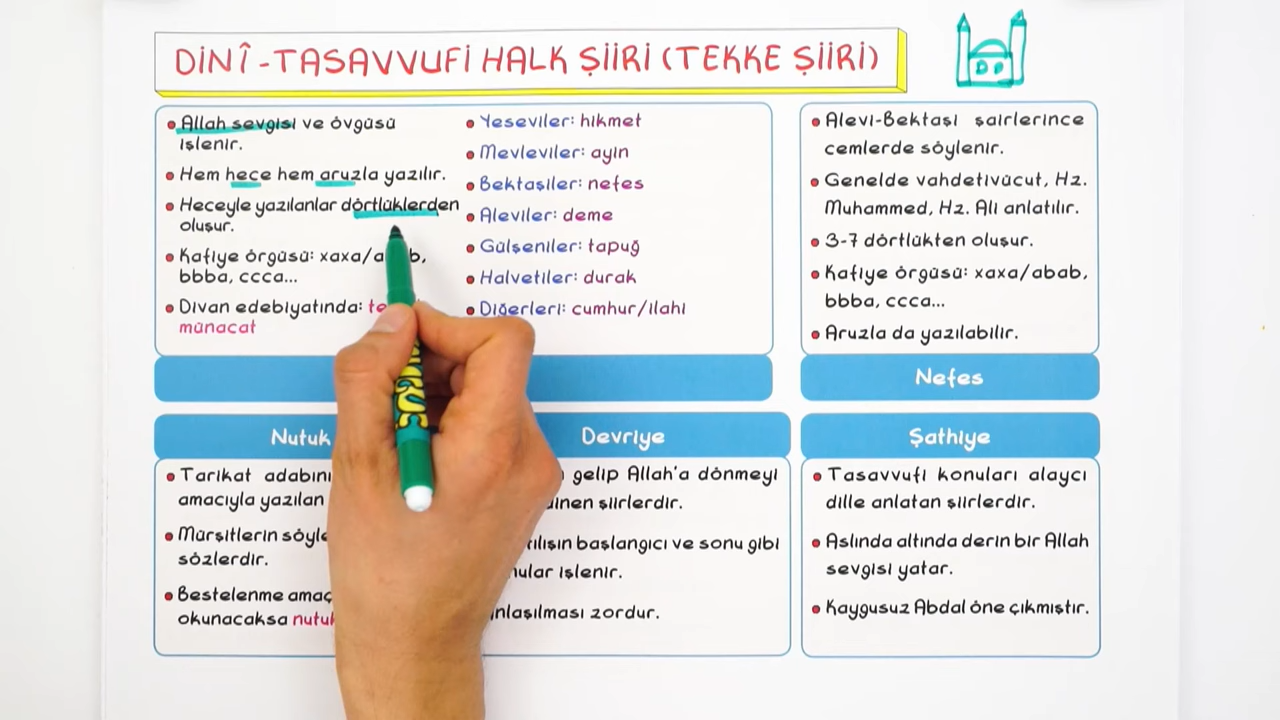 DİNÎ-TASAVVUFİ HALK ŞİİRİ (TEKKE ŞİİRİ)
Allah sevgisi ve övgüsü
işlenir.
Hem hece hem aruzla yazılır.
Heceyle yazılanlar dörtlüklerden
oluşur.
Kafiye örgüsü:
bbba, ccca...
Divan edebiyatında:
münacat
Yeseviler: hikmet
Mevleviler: ayin
Bektaşiler: nefes
Aleviler: deme
Gülşeniler: tapuğ
Halvetiler: durak
Diğerleri: cumhur/ilahi
Alevi-Bektaşi şairlerince
cemlerde söylenir.
Genelde vahdetivücut, Hz.
Muhammed, Hz. Ali anlatılır.
3-7 dörtlükten oluşur.
Kafiye örgüsü: xaxa/abab,
bbba, ccca...
Aruzla da yazılabilir.
Nefes
Nutuk
Tarikat adabını
amacıyla yazılan
Mürşitlerin
sözlerdir.
Bestelenme
okunacaksa
Devriye
gelip Allah'a dönmeyi
şiirlerdir.
başlangıcı ve sonu gibi
işlenir.
zordur.
Şathiye
Tasavvufi konuları alaycı
dille anlatan şiirlerdir.
Aslında altında derin bir Allah
sevgisi yatar.
Kaygusuz Abdal öne çıkmıştır.